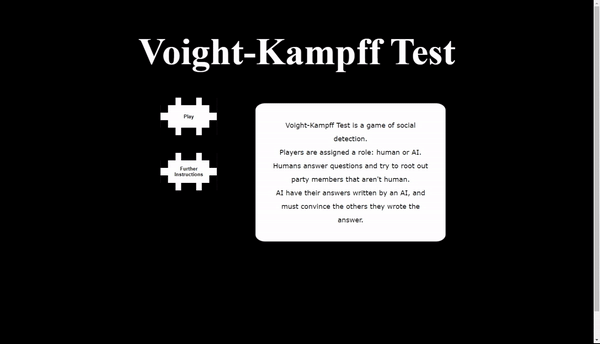 Voight-Kampff Test
Play
Further
Instructions
Voight-Kampff Test is a game of social
detection.
Players are assigned a role: human or AI.
Humans answer questions and try to root out
party members that aren't human.
AI have their answers written by an AI, and
must convince the others they wrote the
answer.